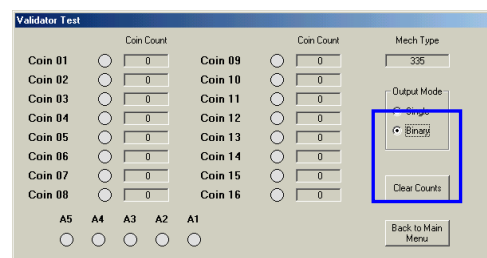 Validator Test
Coin Count Coin Count Mech Type
Coin 01 0 Coin 09 0 335
Coin 02 0 Coin 10 0
Coin 03 0 Coin 11 0 Output Mode
Coin 04 0 Coin 12 0 Single
Coin 05 0 Coin 13 0 Binary
Coin 06 0 Coin 14 0
Coin 07 0 Coin 15 0
Coin 08 0 Coin 16 0 Clear Counts
A5 A4 A3 A2 A1
Back to Main
Menu